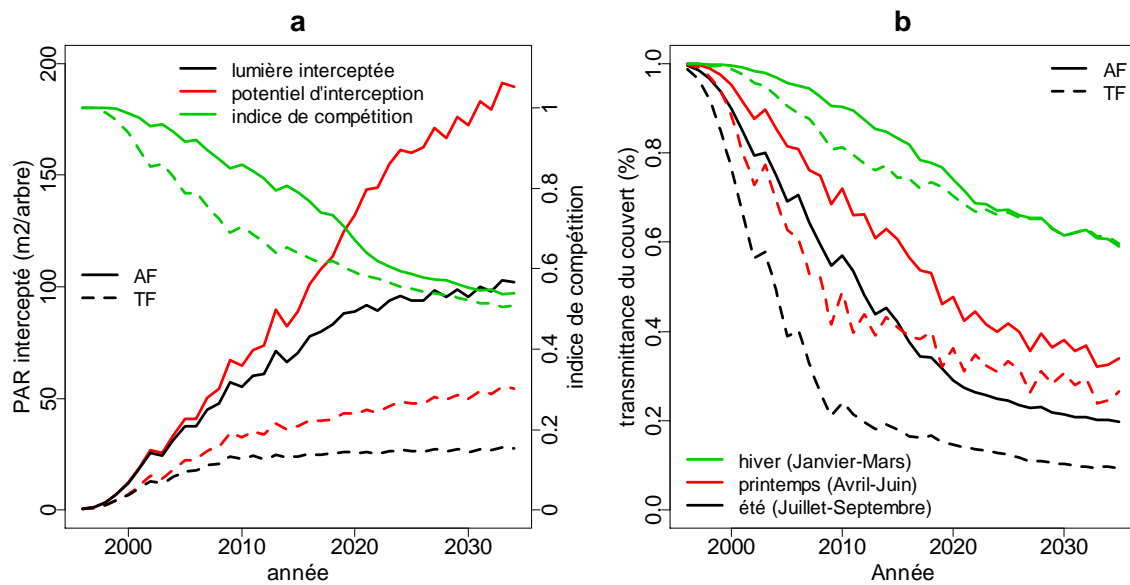 a
PAR intercepté (m2/arbre)
200
150
100
50
0
lumière interceptée
potentiel d'interception
indice de compétition
AF
TF
1
0.8
0.6
0.4
0.2
0
indice de compétition
2000 2010 2020 2030
année
b
transmittance du couvert (%)
1.0
0.8
0.6
0.4
0.2
0.0
AF
TF
hiver (Janvier-Mars)
printemps (Avril-Juin)
été (Juillet-Septembre)
2000 2010 2020 2030
Année